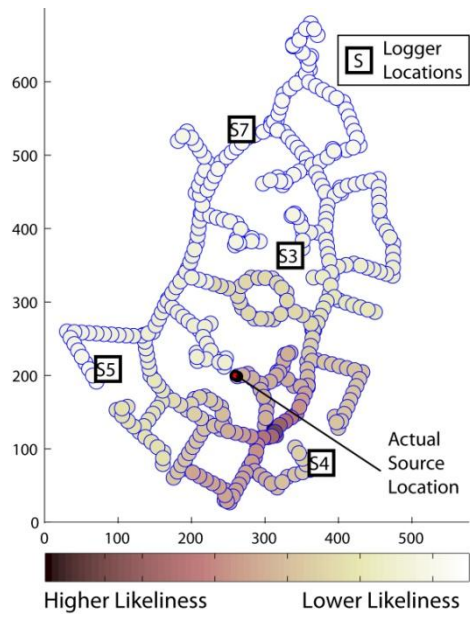 S Logger
Locations
600
S7
500
400
S3
300
S5
200
Actual
Source
Location
100
S4
0
0 100 200 300 400 500
Higher Likeliness Lower Likeliness